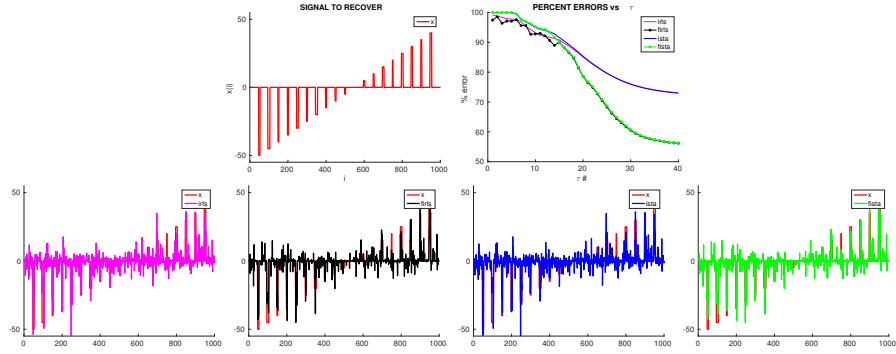 SIGNAL TO RECOVER
x
50
0
-50
x(i)
0 200 400 600 800 1000
i
PERCENT ERRORS vs τ
irls
firls
ista
fista
100
90
80
70
60
50
% error
0 10 20 30 40
τ #
x
irls
50
0
-50
0 200 400 600 800 1000
x
firls
50
0
-50
0 200 400 600 800 1000
x
ista
50
0
-50
0 200 400 600 800 1000
x
fista
50
0
-50
0 200 400 600 800 1000